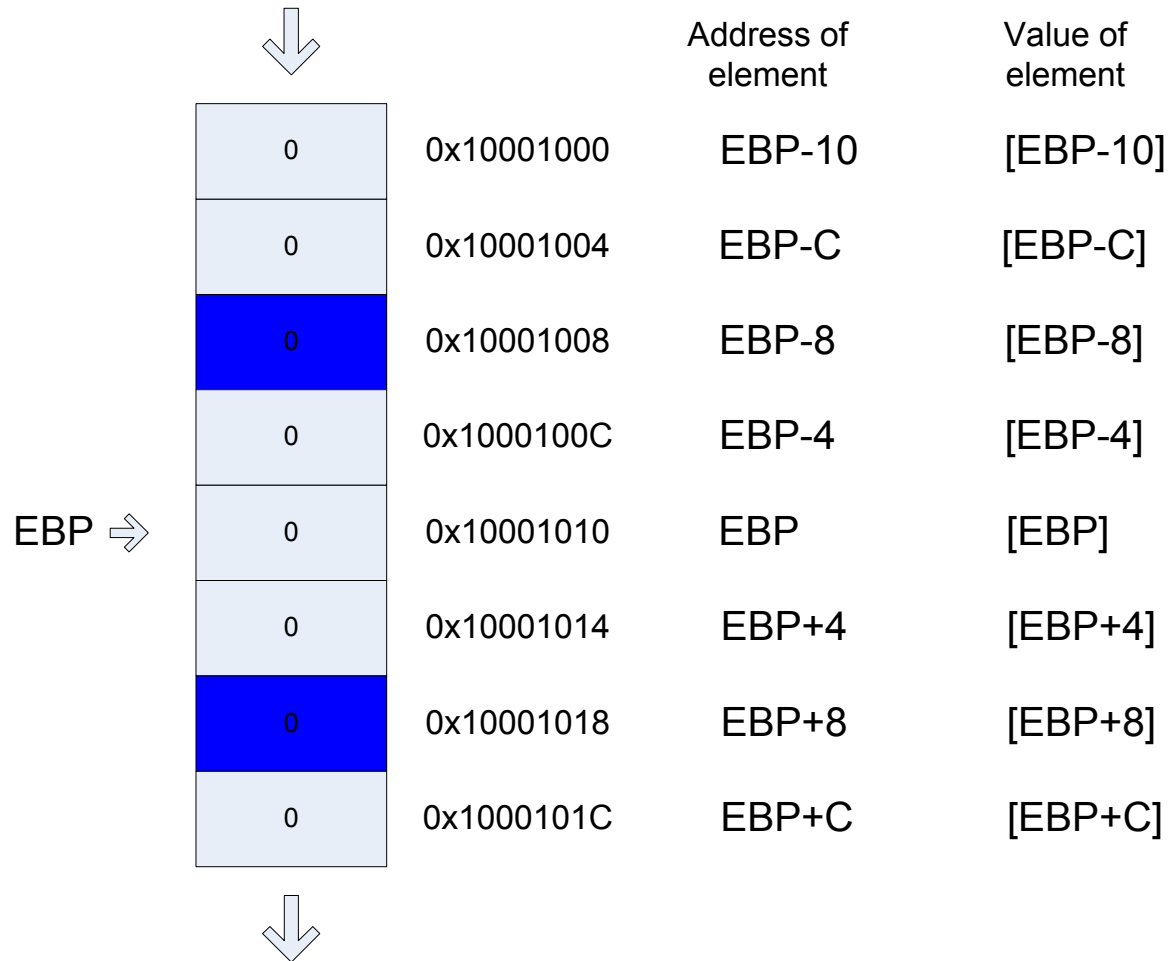 Address of element Value of element
0 0x10001000 EBP-10 [EBP-10]
0 0x10001004 EBP-C [EBP-C]
0 0x10001008 EBP-8 [EBP-8]
0 0x1000100C EBP-4 [EBP-4]
EBP 0 0x10001010 EBP [EBP]
0 0x10001014 EBP+4 [EBP+4]
0 0x10001018 EBP+8 [EBP+8]
0 0x1000101C EBP+C [EBP+C]